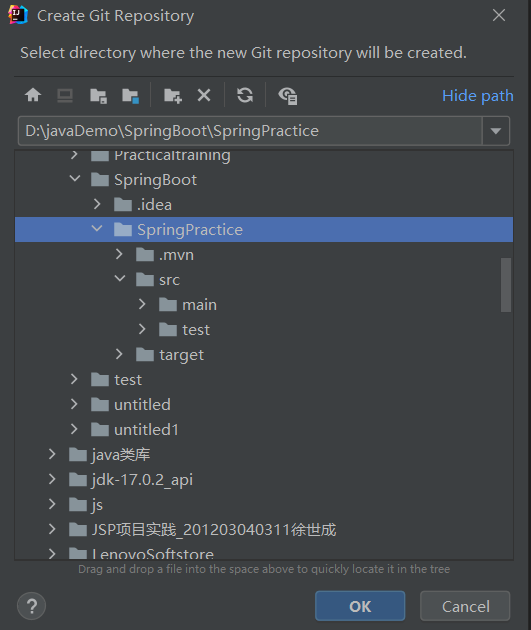 Create Git Repository
Select directory where the new Git repository will be created.
Hide path
D:\javaDemo\SpringBoot\SpringPractice
Practicaltraining
SpringBoot
.idea
SpringPractice
.mvn
src
main
test
target
test
untitled
untitled1
java类库
jdk-17.0.2_api
js
JSP项目实践_201203040311徐世成
LenovoSoftstore
Drag and drop a file into the space above to quickly locate it in the tree
?
OK
Cancel